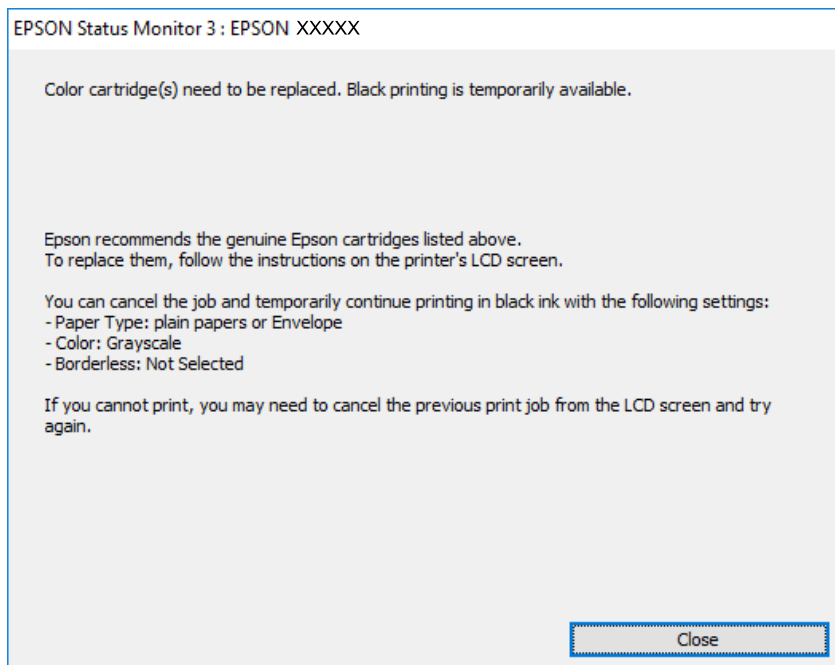 EPSON Status Monitor 3 : EPSON XXXXX
Color cartridge(s) need to be replaced. Black printing is temporarily available.
Epson recommends the genuine Epson cartridges listed above.
To replace them, follow the instructions on the printer's LCD screen.
You can cancel the job and temporarily continue printing in black ink with the following settings:
- Paper Type: plain papers or Envelope
- Color: Grayscale
- Borderless: Not Selected
If you cannot print, you may need to cancel the previous print job from the LCD screen and try
again.
Close